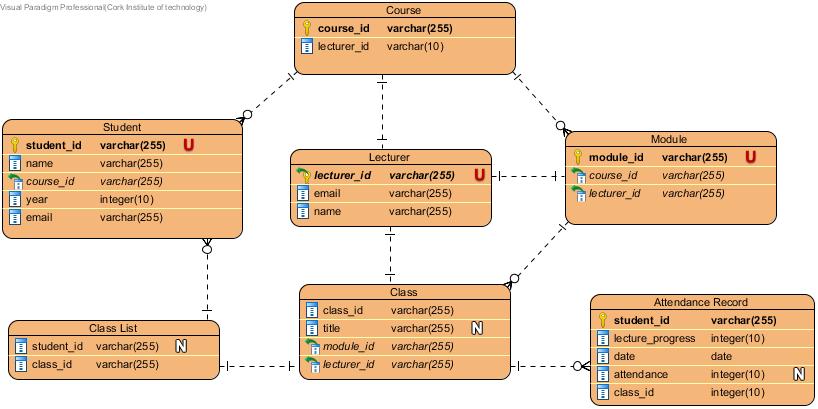 Visual Paradigm Professional(Cork Institute of technology)
Course
course_id varchar(255)
lecturer_id varchar(10)
Student
student_id varchar(255) U
name varchar(255)
course_id varchar(255)
year integer(10)
email varchar(255)
Lecturer
lecturer_id varchar(255) U
email varchar(255)
name varchar(255)
Module
module_id varchar(255) U
course_id varchar(255)
lecturer_id varchar(255)
Class List
student_id varchar(255) N
class_id varchar(255)
Class
class_id varchar(255)
title varchar(255) N
module_id varchar(255)
lecturer_id varchar(255)
Attendance Record
student_id varchar(255)
lecture_progress integer(10)
date date
attendance integer(10) N
class_id integer(10)